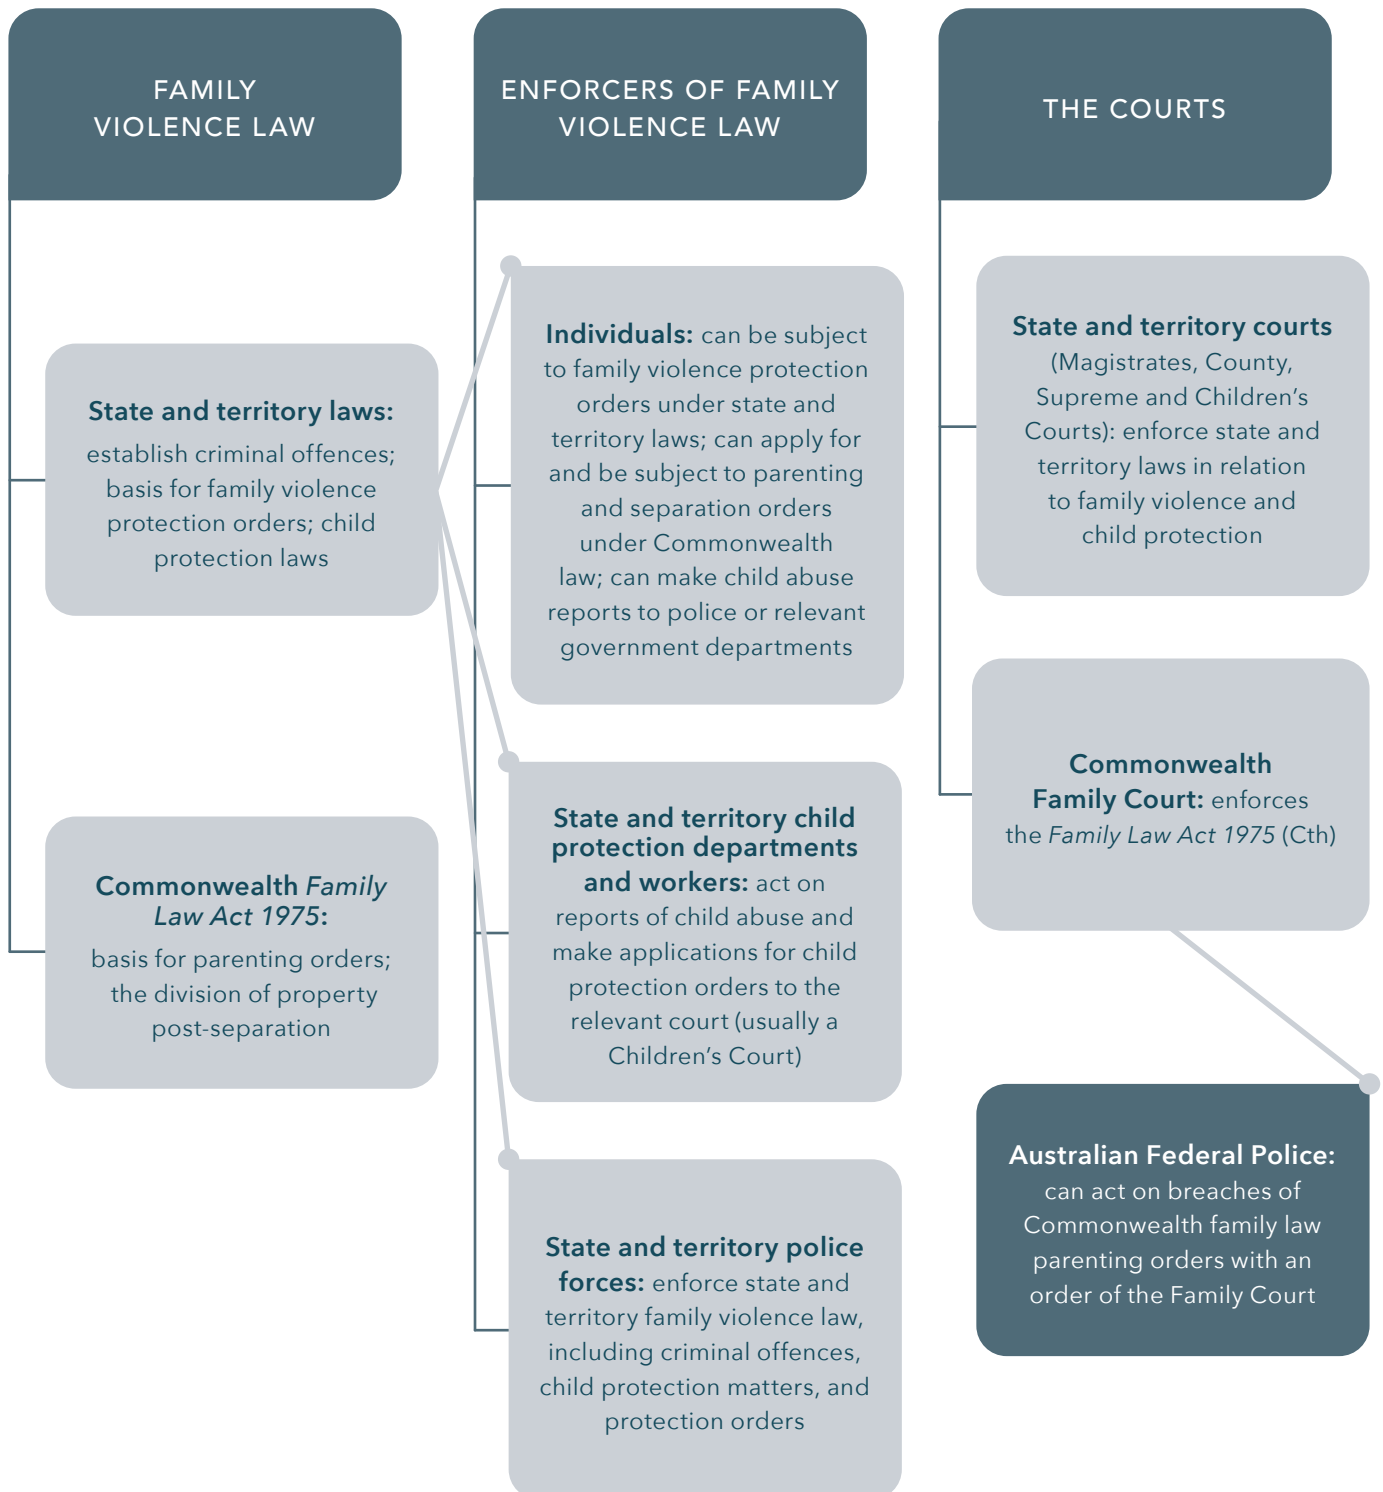 FAMILY
VIOLENCE LAW
State and territory laws:
establish criminal offences;
basis for family violence
protection orders; child
protection laws
Commonwealth Family
Law Act 1975:
basis for parenting orders;
the division of property
post-separation
ENFORCERS OF FAMILY
VIOLENCE LAW
Individuals: can be subject
to family violence protection
orders under state and
territory laws; can apply for
and be subject to parenting
and separation orders
under Commonwealth
law; can make child abuse
reports to police or relevant
government departments
State and territory child
protection departments
and workers: act on
reports of child abuse and
make applications for child
protection orders to the
relevant court (usually a
Children’s Court)
State and territory police
forces: enforce state and
territory family violence law,
including criminal offences,
child protection matters, and
protection orders
THE COURTS
State and territory courts
(Magistrates, County,
Supreme and Children’s
Courts): enforce state and
territory laws in relation
to family violence and
child protection
Commonwealth
Family Court: enforces
the Family Law Act 1975 (Cth)
Australian Federal Police:
can act on breaches of
Commonwealth family law
parenting orders with an
order of the Family Court